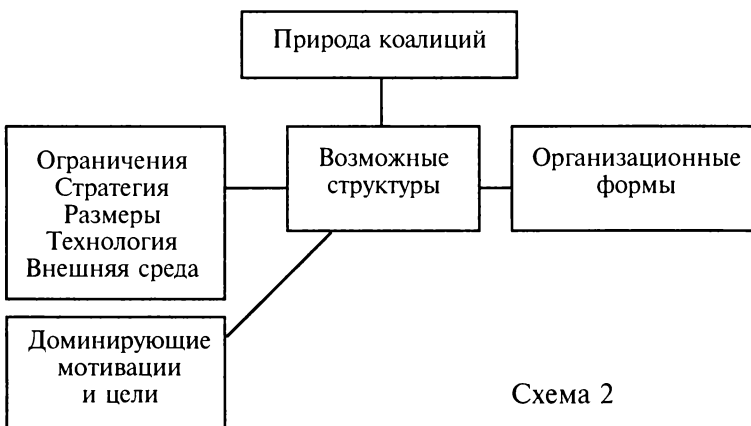 Природа коалиций
Ограничения
Стратегия
Размеры
Технология
Внешняя среда
Возможные
структуры
Организационные
формы
Доминирующие
мотивации
и цели
Схема 2